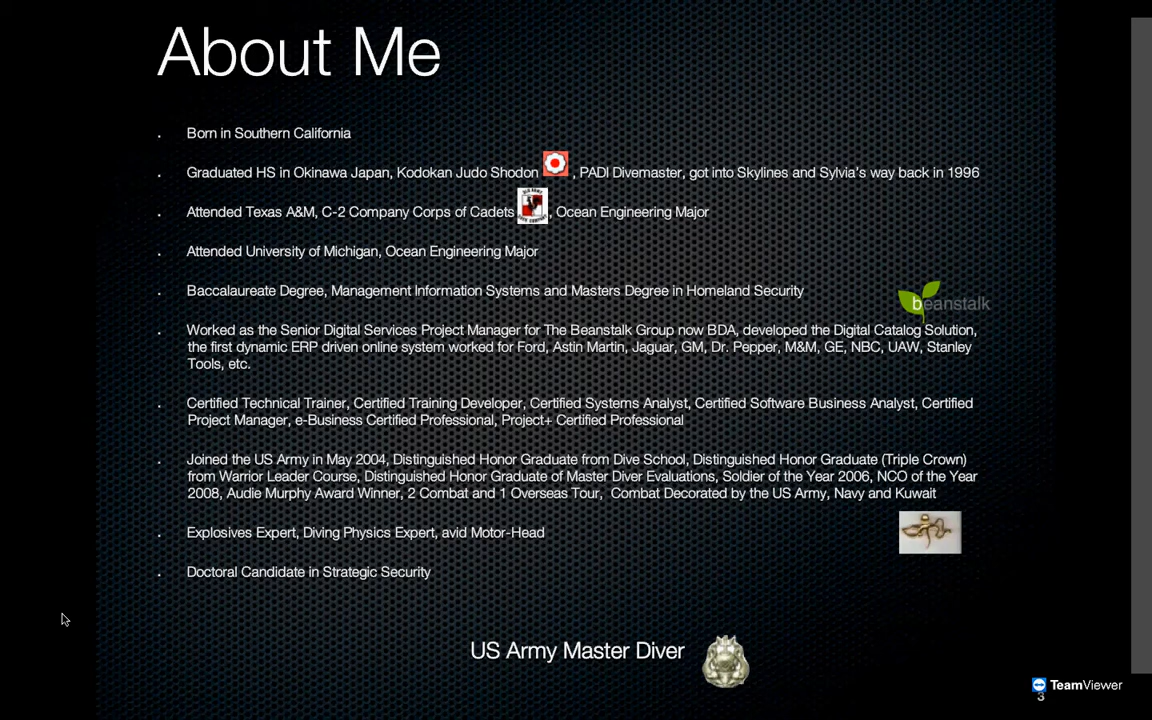 About Me
. Born in Southern California
. Graduated HS in Okinawa Japan, Kodokan Judo Shodon , PADI Divemaster, got into Skylines and Sylvia's way back in 1996
. Attended Texas A&M, C-2 Company Corps of Cadets , Ocean Engineering Major
. Attended University of Michigan, Ocean Engineering Major
. Baccalaureate Degree, Management Information Systems and Masters Degree in Homeland Security
beanstalk
. Worked as the Senior Digital Services Project Manager for The Beanstalk Group now BDA, developed the Digital Catalog Solution,
the first dynamic ERP driven online system worked for Ford, Astin Martin, Jaguar, GM, Dr. Pepper, M&M, GE, NBC, UAW, Stanley
Tools, etc.
. Certified Technical Trainer, Certified Training Developer, Certified Systems Analyst, Certified Software Business Analyst, Certified
Project Manager, e-Business Certified Professional, Project+ Certified Professional
. Joined the US Army in May 2004, Distinguished Honor Graduate from Dive School, Distinguished Honor Graduate (Triple Crown)
from Warrior Leader Course, Distinguished Honor Graduate of Master Diver Evaluations, Soldier of the Year 2006, NCO of the Year
2008, Audie Murphy Award Winner, 2 Combat and 1 Overseas Tour, Combat Decorated by the US Army, Navy and Kuwait
. Explosives Expert, Diving Physics Expert, avid Motor-Head
. Doctoral Candidate in Strategic Security
US Army Master Diver
TeamViewer
3